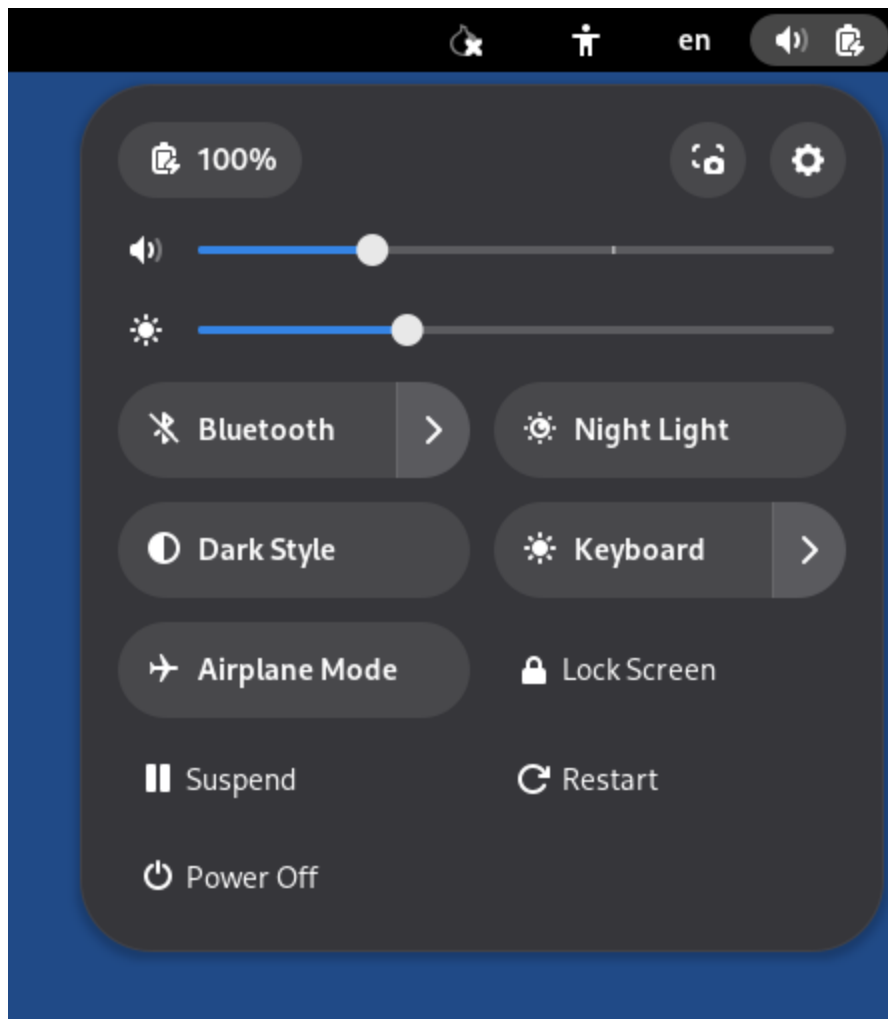 en
100%
Bluetooth
Night Light
Dark Style
Keyboard
Airplane Mode
Lock Screen
Suspend
Restart
Power Off